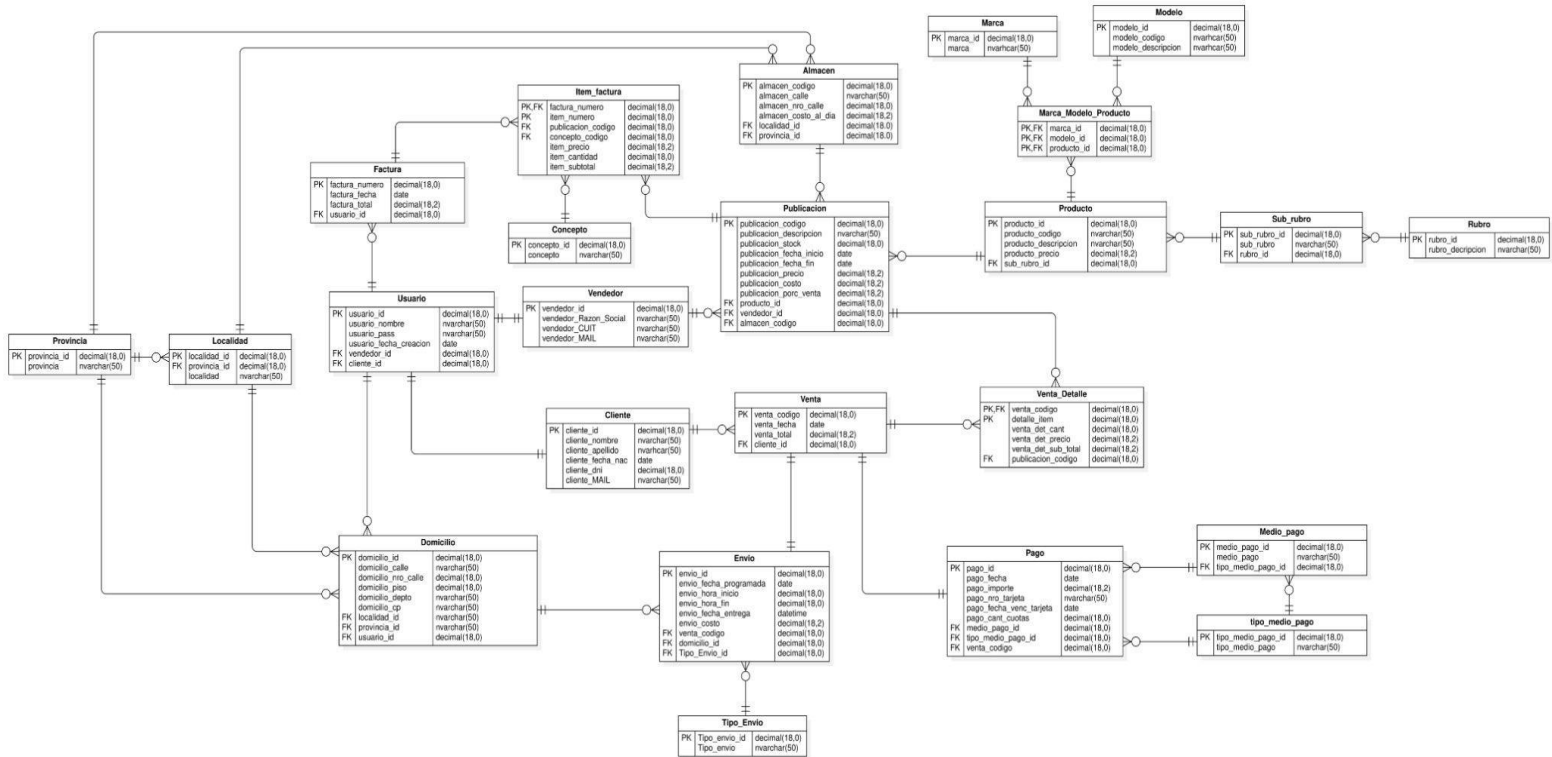 Marca
PK marca_id decimal(18,0)
marca nvarhcar(50)
Modelo
PK modelo_id decimal(18,0)
modelo_codigo nvarhcar(50)
modelo_descripcion nvarhcar(50)
Almacen
PK almacen_codigo decimal(18,0)
almacen_calle nvarchar(50)
almacen_nro_calle decimal(18,0)
almacen_costo_al_dia decimal(18,2)
FK localidad_id decimal(18.0)
FK provincia_id decimal(18.0)
Item_factura
PK,FK factura_numero decimal(18,0)
PK item_numero decimal(18,0)
FK publicacion_codigo decimal(18,0)
FK concepto_codigo decimal(18,0)
item_precio decimal(18,2)
item_cantidad decimal(18,0)
item_subtotal decimal(18,2)
Marca_Modelo_Producto
PK,FK marca_id decimal(18,0)
PK,FK modelo_id decimal(18,0)
PK,FK producto_id decimal(18,0)
Factura
PK factura_numero decimal(18,0)
factura_fecha date
factura_total decimal(18,2)
FK usuario_id decimal(18,0)
Concepto
PK concepto_id decimal(18,0)
concepto nvarchar(50)
Publicacion
PK publicacion_codigo decimal(18,0)
publicacion_descripcion nvarchar(50)
publicacion_stock decimal(18,0)
publicacion_fecha_inicio date
publicacion_fecha_fin date
publicacion_precio decimal(18,2)
publicacion_costo decimal(18,2)
publicacion_porc_venta decimal(18,2)
FK producto_id decimal(18,0)
FK vendedor_id decimal(18,0)
FK almacen_codigo decimal(18,0)
Producto
PK producto_id decimal(18,0)
producto_codigo nvarchar(50)
producto_descripcion nvarchar(50)
producto_precio decimal(18,2)
FK sub_rubro_id decimal(18,0)
Sub_rubro
PK sub_rubro_id decimal(18,0)
sub_rubro nvarchar(50)
FK rubro_id decimal(18,0)
Rubro
PK rubro_id decimal(18,0)
rubro_decripcion nvarchar(50)
Usuario
PK usuario_id decimal(18,0)
usuario_nombre nvarchar(50)
usuario_pass nvarchar(50)
usuario_fecha_creacion date
FK vendedor_id decimal(18,0)
FK cliente_id decimal(18,0)
Vendedor
PK vendedor_id decimal(18,0)
vendedor_Razon_Social nvarchar(50)
vendedor_CUIT nvarchar(50)
vendedor_MAIL nvarchar(50)
Provincia
PK provincia_id decimal(18,0)
provincia nvarchar(50)
Localidad
PK localidad_id decimal(18,0)
FK provincia_id decimal(18,0)
localidad nvarchar(50)
Cliente
PK cliente_id decimal(18,0)
cliente_nombre nvarchar(50)
cliente_apellido nvarhcar(50)
cliente_fecha_nac date
cliente_dni decimal(18,0)
cliente_MAIL nvarchar(50)
Venta
PK venta_codigo decimal(18,0)
venta_fecha date
venta_total decimal(18,2)
FK cliente_id decimal(18,0)
Venta_Detalle
PK,FK venta_codigo decimal(18,0)
PK detalle_item decimal(18,0)
venta_det_cant decimal(18,0)
venta_det_precio decimal(18,2)
venta_det_sub_total decimal(18,2)
FK publicacion_codigo decimal(18,0)
Domicilio
PK domicilio_id decimal(18,0)
domicilio_calle nvarchar(50)
domicilio_nro_calle decimal(18,0)
domicilio_piso decimal(18,0)
domicilio_depto nvarchar(50)
domicilio_cp nvarchar(50)
FK localidad_id nvarchar(50)
FK provincia_id nvarchar(50)
FK usuario_id decimal(18,0)
Envio
PK envio_id decimal(18,0)
envio_fecha_programada date
envio_hora_inicio decimal(18,0)
envio_hora_fin decimal(18,0)
envio_fecha_entrega datetime
envio_costo decimal(18,2)
FK venta_codigo decimal(18,0)
FK domicilio_id decimal(18,0)
FK Tipo_Envio_id decimal(18,0)
Pago
PK pago_id decimal(18,0)
pago_fecha date
pago_importe decimal(18,2)
pago_nro_tarjeta nvarchar(50)
pago_fecha_venc_tarjeta date
pago_cant_cuotas decimal(18,0)
FK medio_pago_id decimal(18,0)
FK tipo_medio_pago_id decimal(18,0)
FK venta_codigo decimal(18,0)
Medio_pago
PK medio_pago_id decimal(18,0)
medio_pago nvarchar(50)
FK tipo_medio_pago_id decimal(18,0)
tipo_medio_pago
PK tipo_medio_pago_id decimal(18,0)
tipo_medio_pago nvarchar(50)
Tipo_Envio
PK Tipo_envio_id decimal(18,0)
Tipo_envio nvarchar(50)